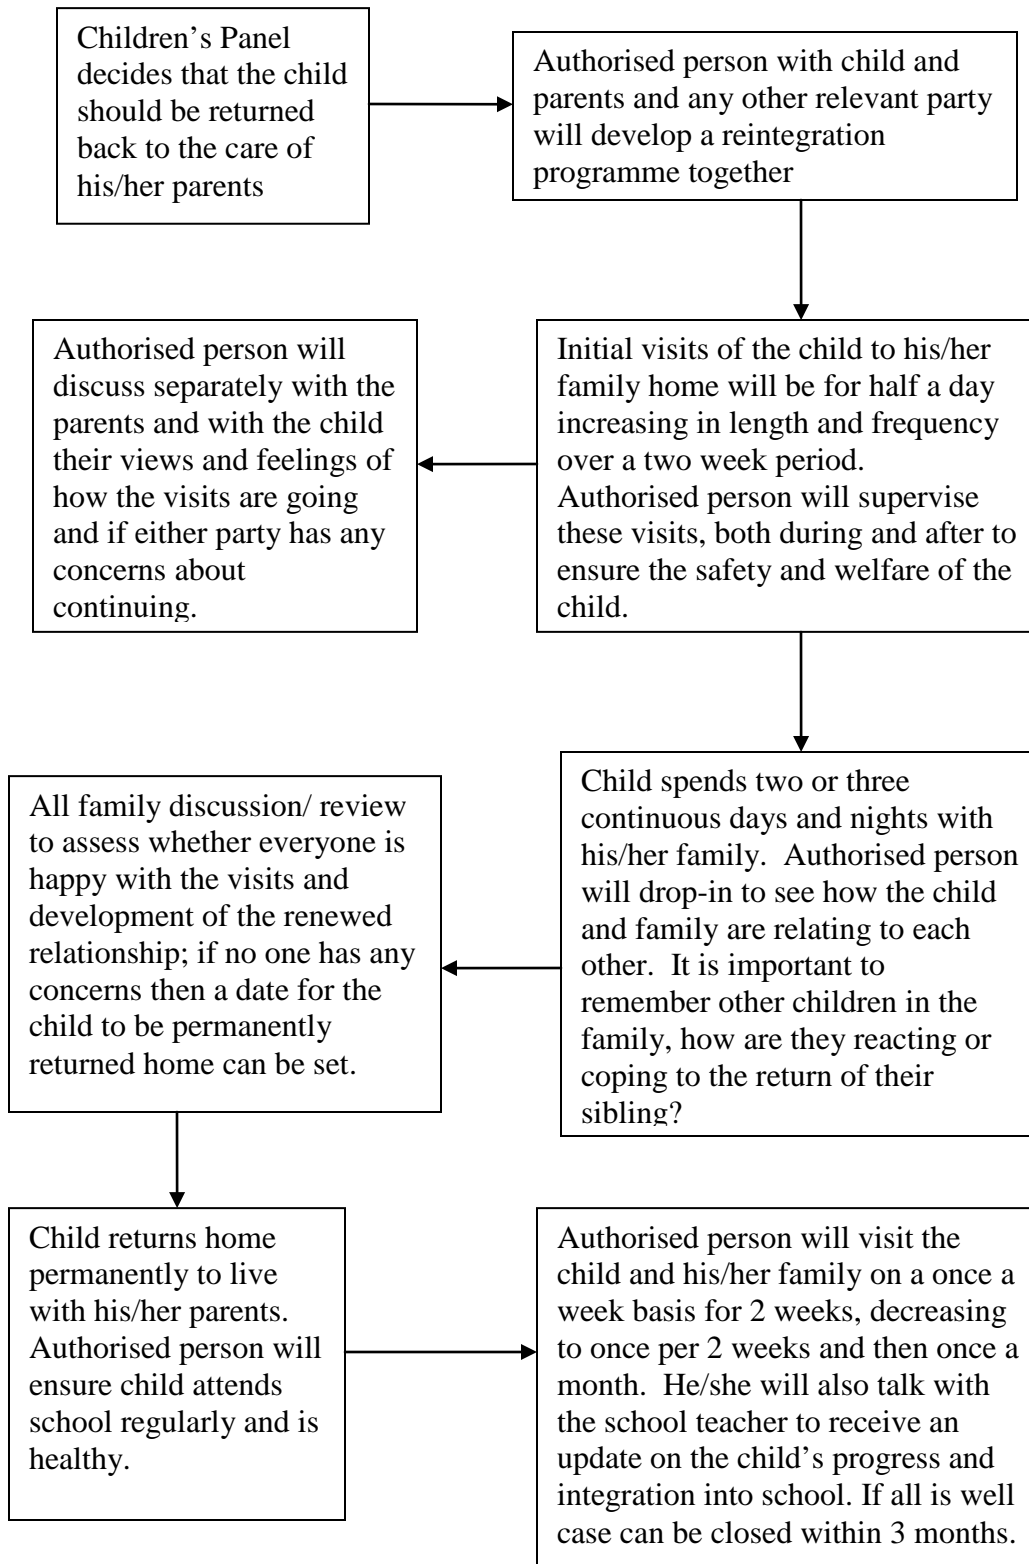 Children’s Panel
decides that the child
should be returned
back to the care of
his/her parents
Authorised person with child and
parents and any other relevant party
will develop a reintegration
programme together
Initial visits of the child to his/her
family home will be for half a day
increasing in length and frequency
over a two week period.
Authorised person will supervise
these visits, both during and after to
ensure the safety and welfare of the
child.
Authorised person will
discuss separately with the
parents and with the child
their views and feelings of
how the visits are going
and if either party has any
concerns about
continuing.
Child spends two or three
continuous days and nights with
his/her family.  Authorised person
will drop-in to see how the child
and family are relating to each
other.  It is important to
remember other children in the
family, how are they reacting or
coping to the return of their
sibling?
All family discussion/ review
to assess whether everyone is
happy with the visits and
development of the renewed
relationship; if no one has any
concerns then a date for the
child to be permanently
returned home can be set.
Child returns home
permanently to live
with his/her parents.
Authorised person will
ensure child attends
school regularly and is
healthy.
Authorised person will visit the
child and his/her family on a once a
week basis for 2 weeks, decreasing
to once per 2 weeks and then once a
month.  He/she will also talk with
the school teacher to receive an
update on the child’s progress and
integration into school. If all is well
case can be closed within 3 months.